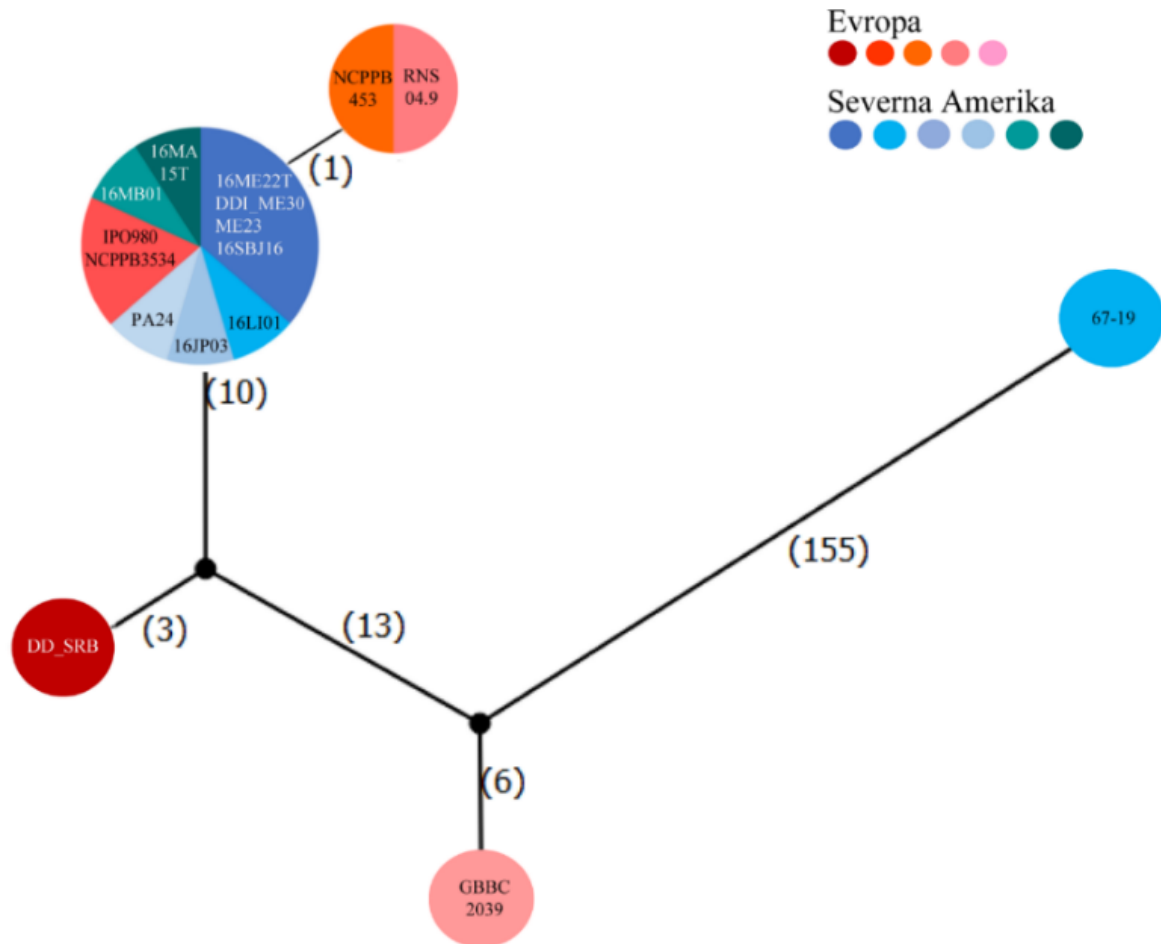 Evropa
Severna Amerika
NCPPB
453
RNS
04.9
(1)
16MA
15T
16MB01
16ME22T
DDI_ME30
ME23
16SBJ16
IPO980
NCPPB3534
PA24
16JP03
16LI01
(10)
67-19
(155)
(13)
(3)
DD_SRB
(6)
GBBC
2039